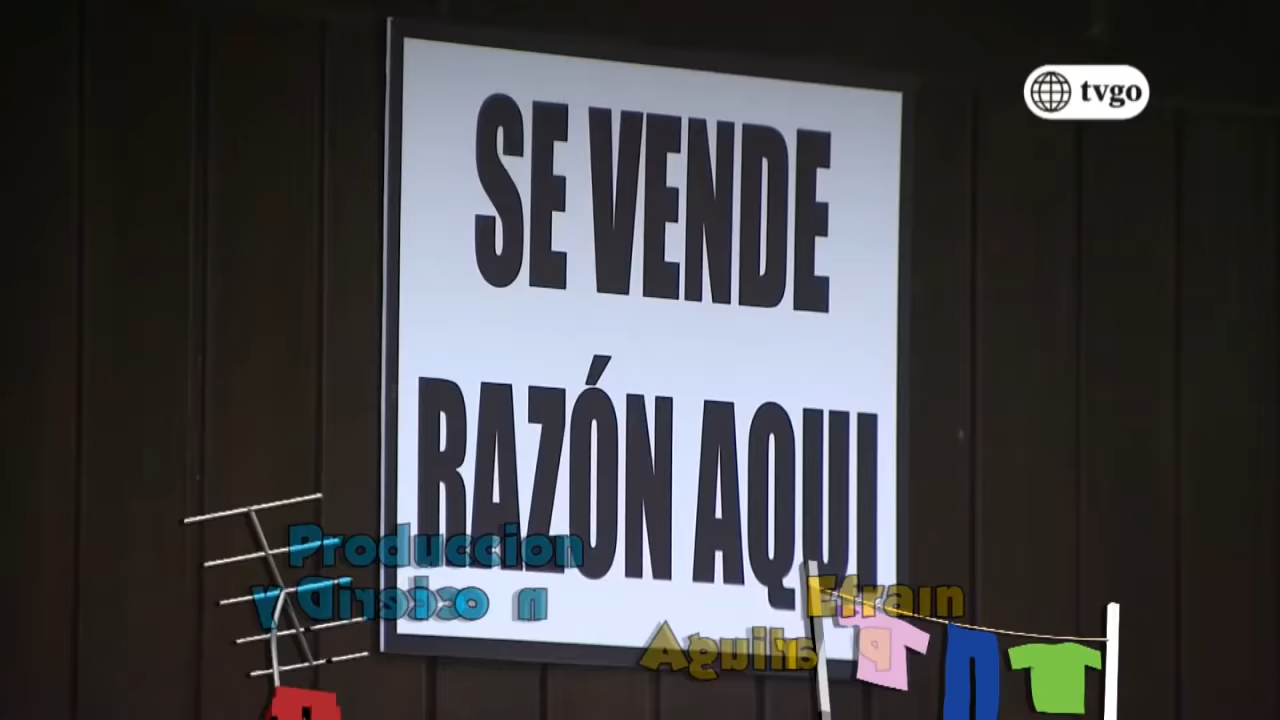 tvgo
SE VENDE
RAZÓN AQUI
Produccion
y
Efrain